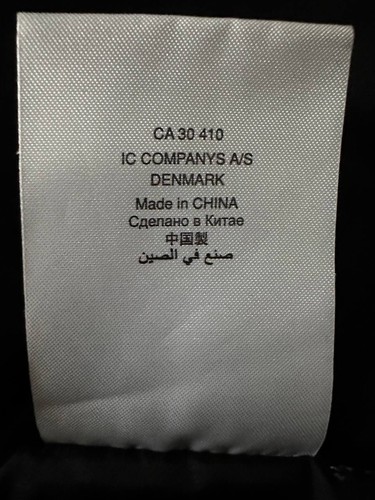 CA 30 410
IC COMPANYS A/S
DENMARK
Made in CHINA
Сделано в Китае
中国製
صنع في الصين